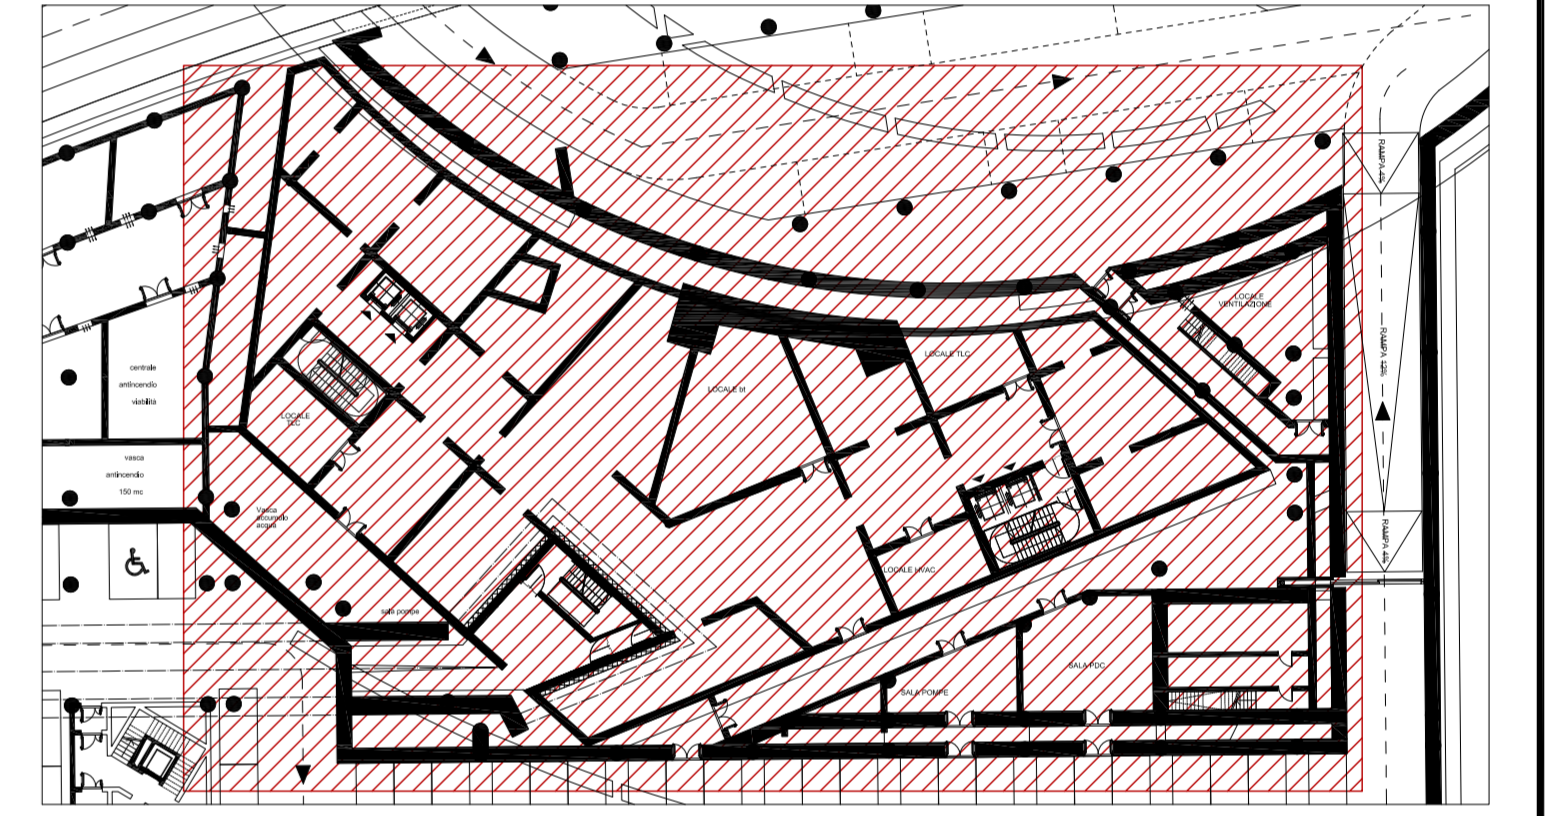 RAMPA 4%
LOCALE
VENTILAZIONE
LOCALE TLC
RAMPA 12%
centrale
antincendio
viabilità
LOCALE bt
LOCALE
TLC
vasca
antincendio
150 mc
Vasca
accumulo
acqua
RAMPA 4%
LOCALE HVAC
sala pompe
SALA PDC
SALA POMPE